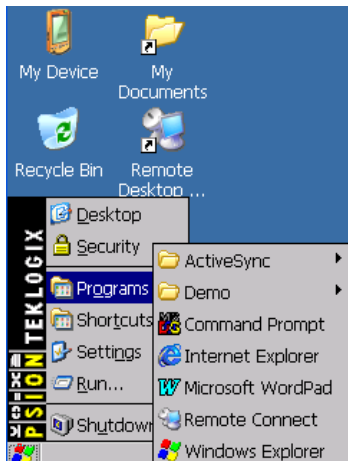 My Device
My
Documents
Recycle Bin
Remote
Desktop ...
PSION TEKLOGIX
Desktop
Security
Programs
Shortcuts
Settings
Run...
Shutdown
ActiveSync
Demo
Command Prompt
Internet Explorer
Microsoft WordPad
Remote Connect
Windows Explorer